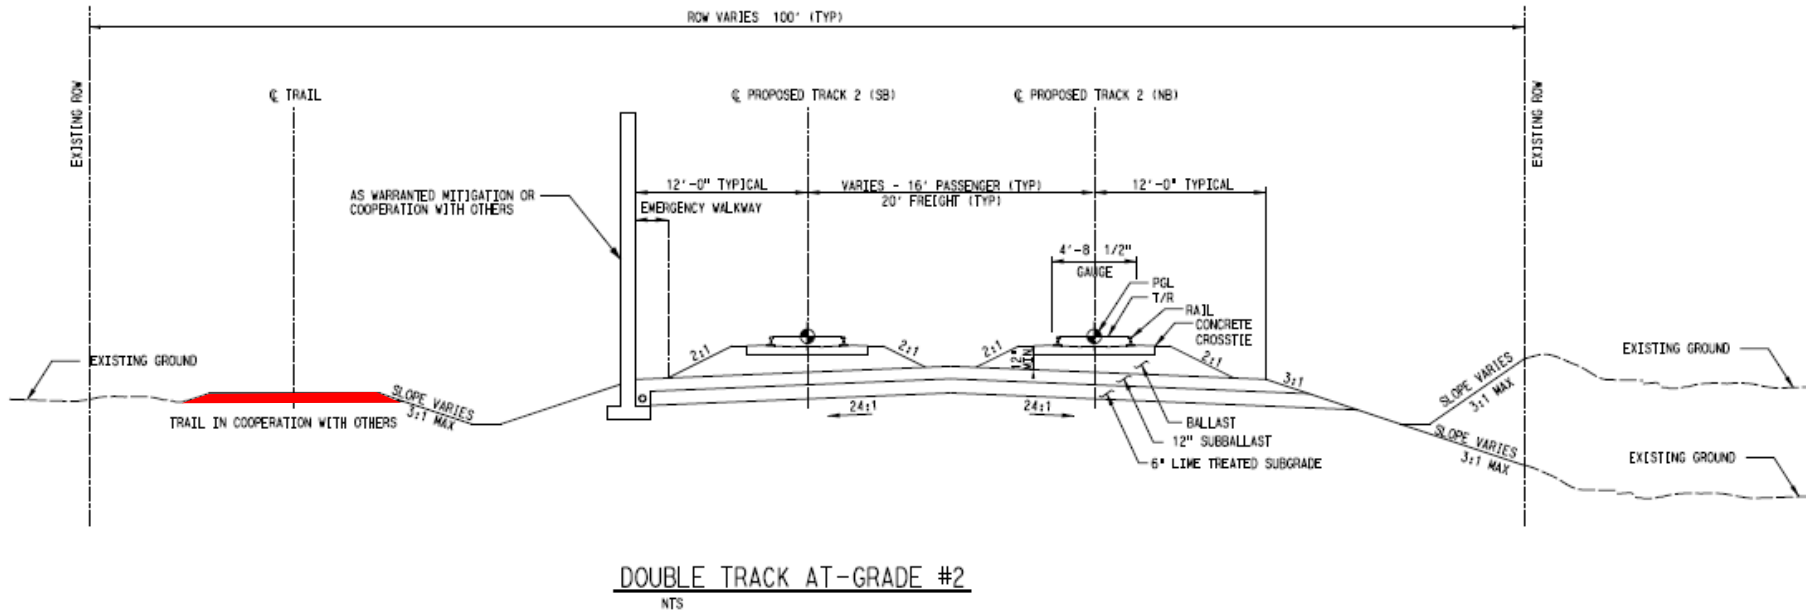 ROW VARIES 100' (TYP)
EXISTING ROW
℄ TRAIL
℄ PROPOSED TRACK 2 (SB)
℄ PROPOSED TRACK 2 (NB)
EXISTING ROW
AS WARRANTED MITIGATION OR
COOPERATION WITH OTHERS
12'-0" TYPICAL
VARIES - 16' PASSENGER (TYP)
20' FREIGHT (TYP)
12'-0" TYPICAL
EMERGENCY WALKWAY
4'-8 1/2"
GAUGE
PGL
T/R
RAIL
CONCRETE
CROSSTIE
2:1
2:1
2:1
12"
MIN
2:1
3:1
EXISTING GROUND
EXISTING GROUND
SLOPE VARIES
3:1 MAX
SLOPE VARIES
3:1 MAX
TRAIL IN COOPERATION WITH OTHERS
24:1
24:1
BALLAST
12" SUBBALLAST
6" LIME TREATED SUBGRADE
SLOPE VARIES
3:1 MAX
EXISTING GROUND
DOUBLE TRACK AT-GRADE #2
NTS